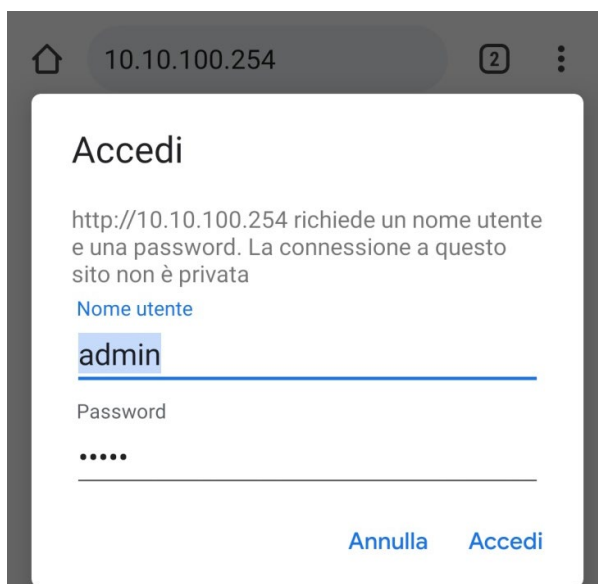 10.10.100.254
2
Accedi
http://10.10.100.254 richiede un nome utente
e una password. La connessione a questo
sito non è privata
Nome utente
admin
Password
•••••
Annulla Accedi